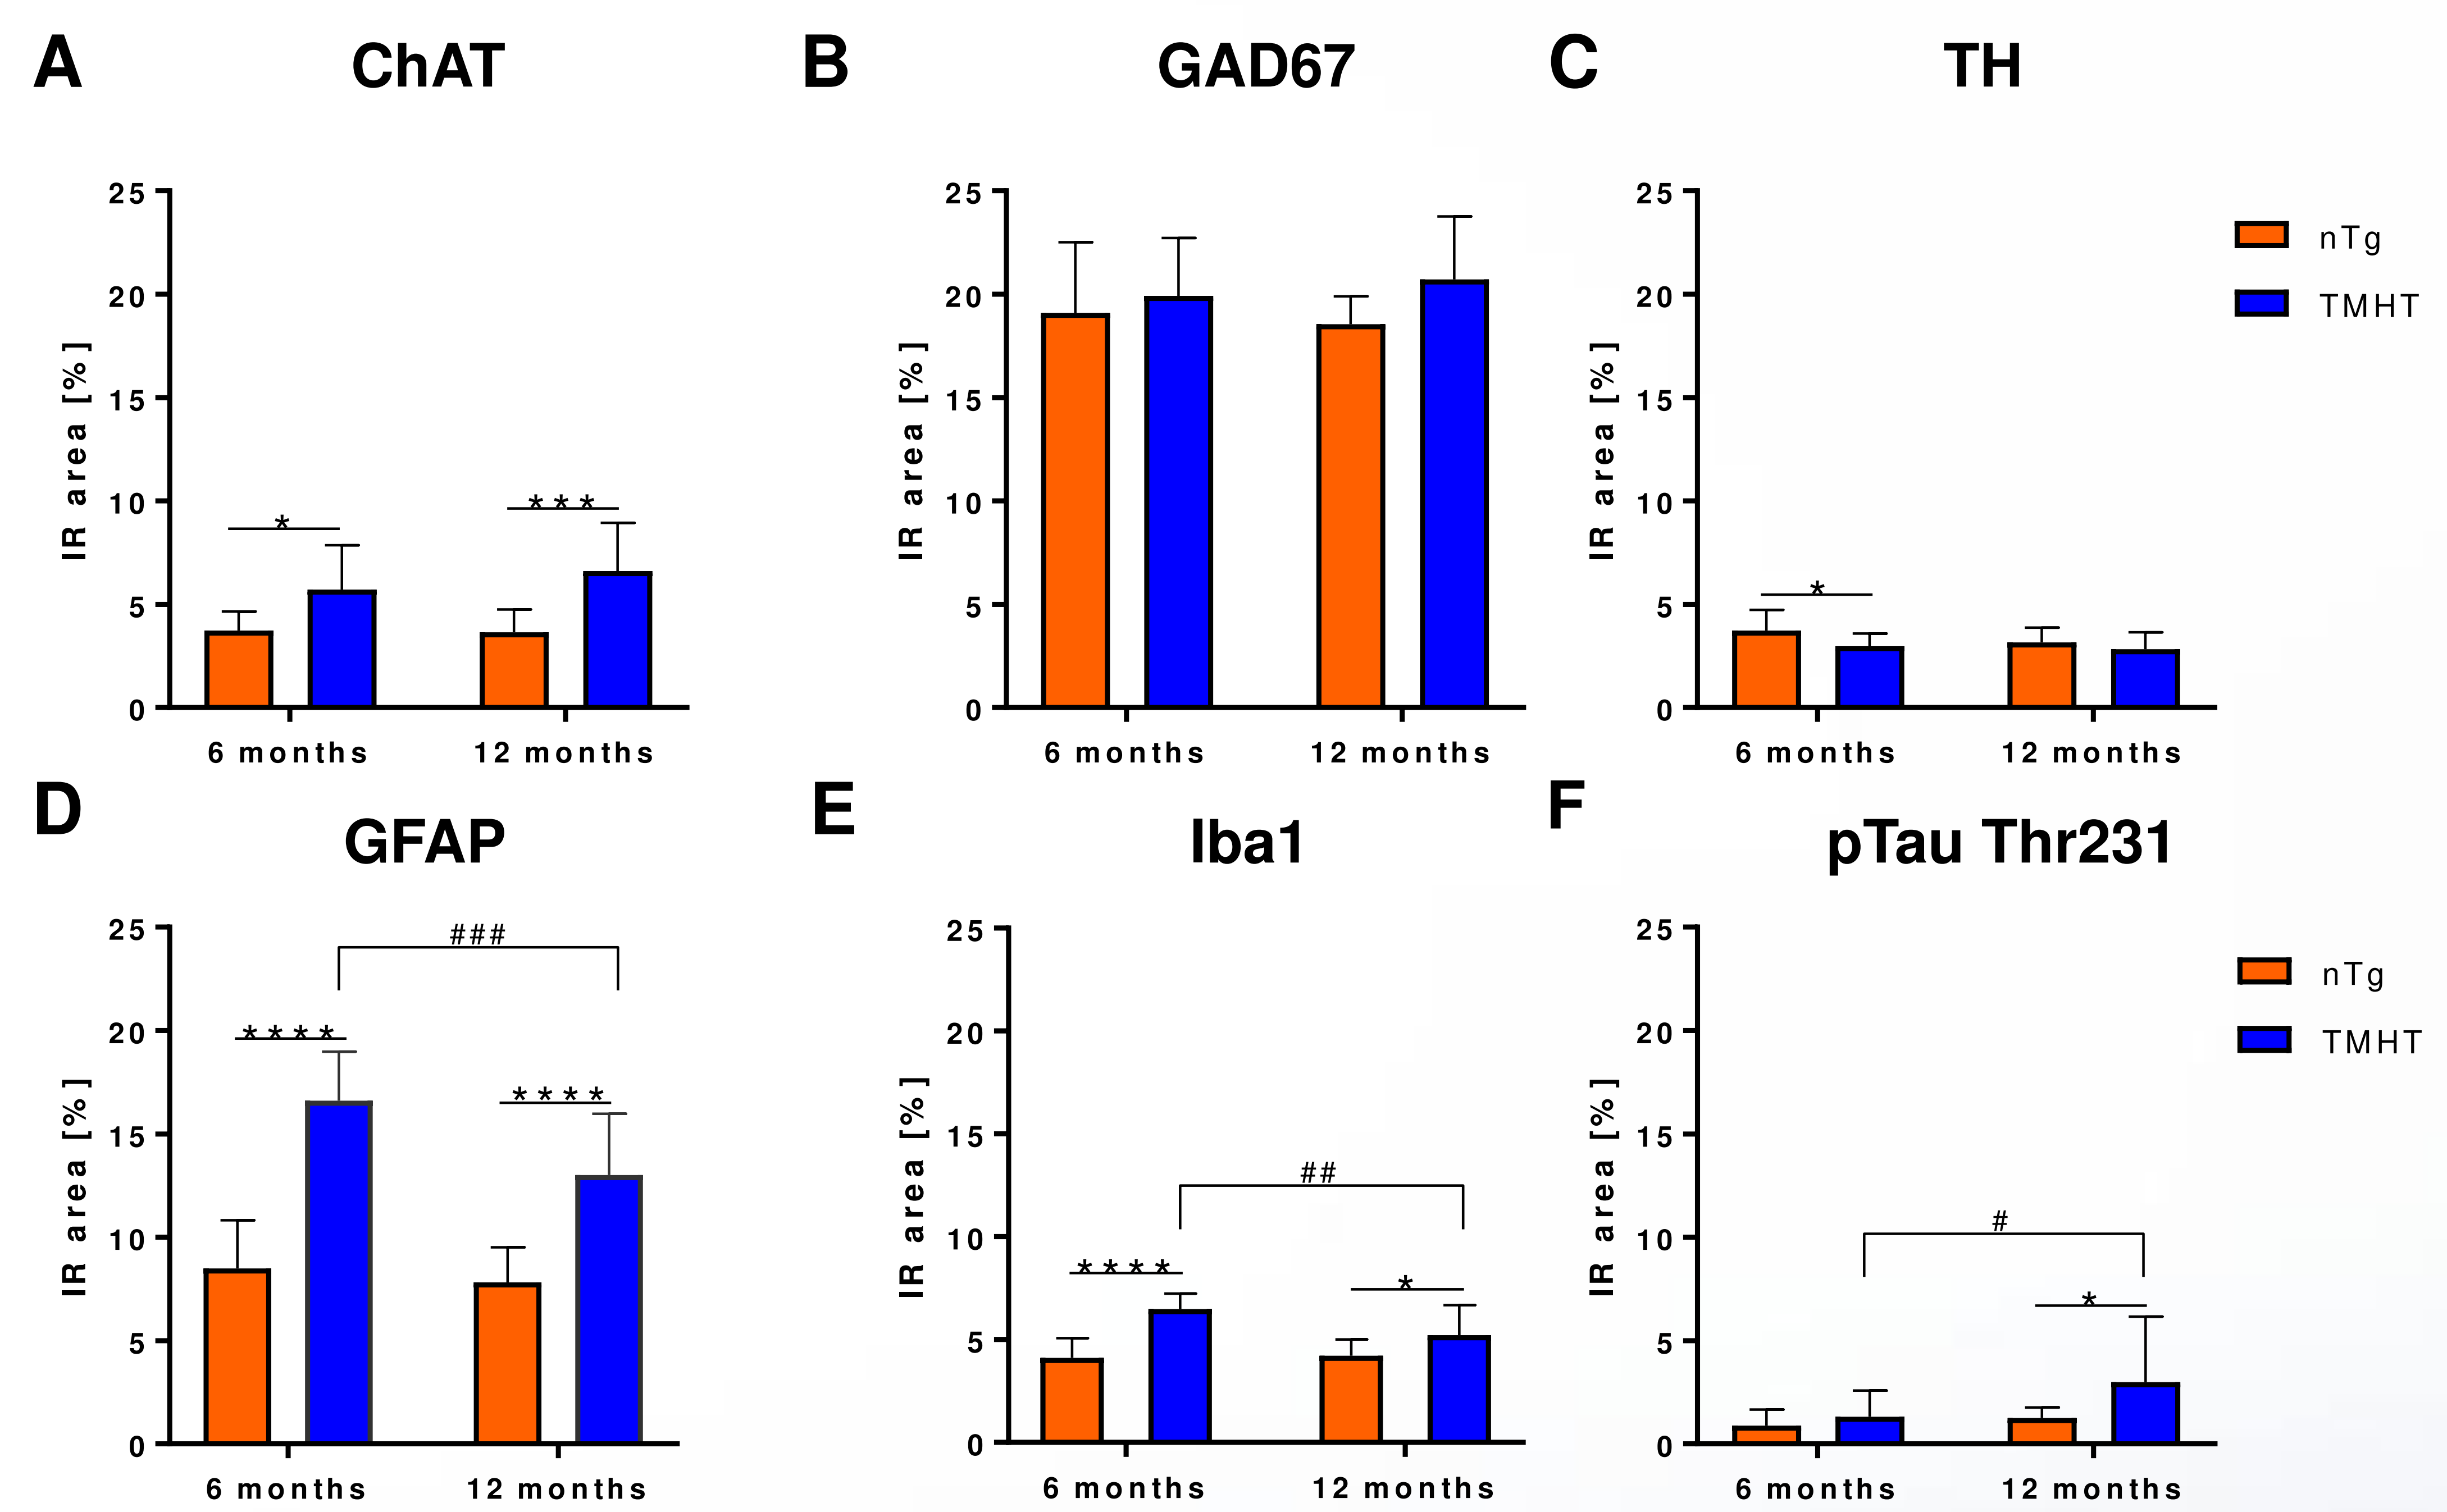 A ChAT
25
20
15
10
5
0
IR area [%]
*
***
6 months 12 months
B GAD67
25
20
15
10
5
0
IR area [%]
6 months 12 months
C TH
25
20
15
10
5
0
IR area [%]
*
6 months 12 months
nTg
TMHT
D GFAP
25
20
15
10
5
0
IR area [%]
###
****
****
6 months 12 months
E Iba1
25
20
15
10
5
0
IR area [%]
##
****
*
6 months 12 months
F pTau Thr231
25
20
15
10
5
0
IR area [%]
#
*
6 months 12 months
nTg
TMHT